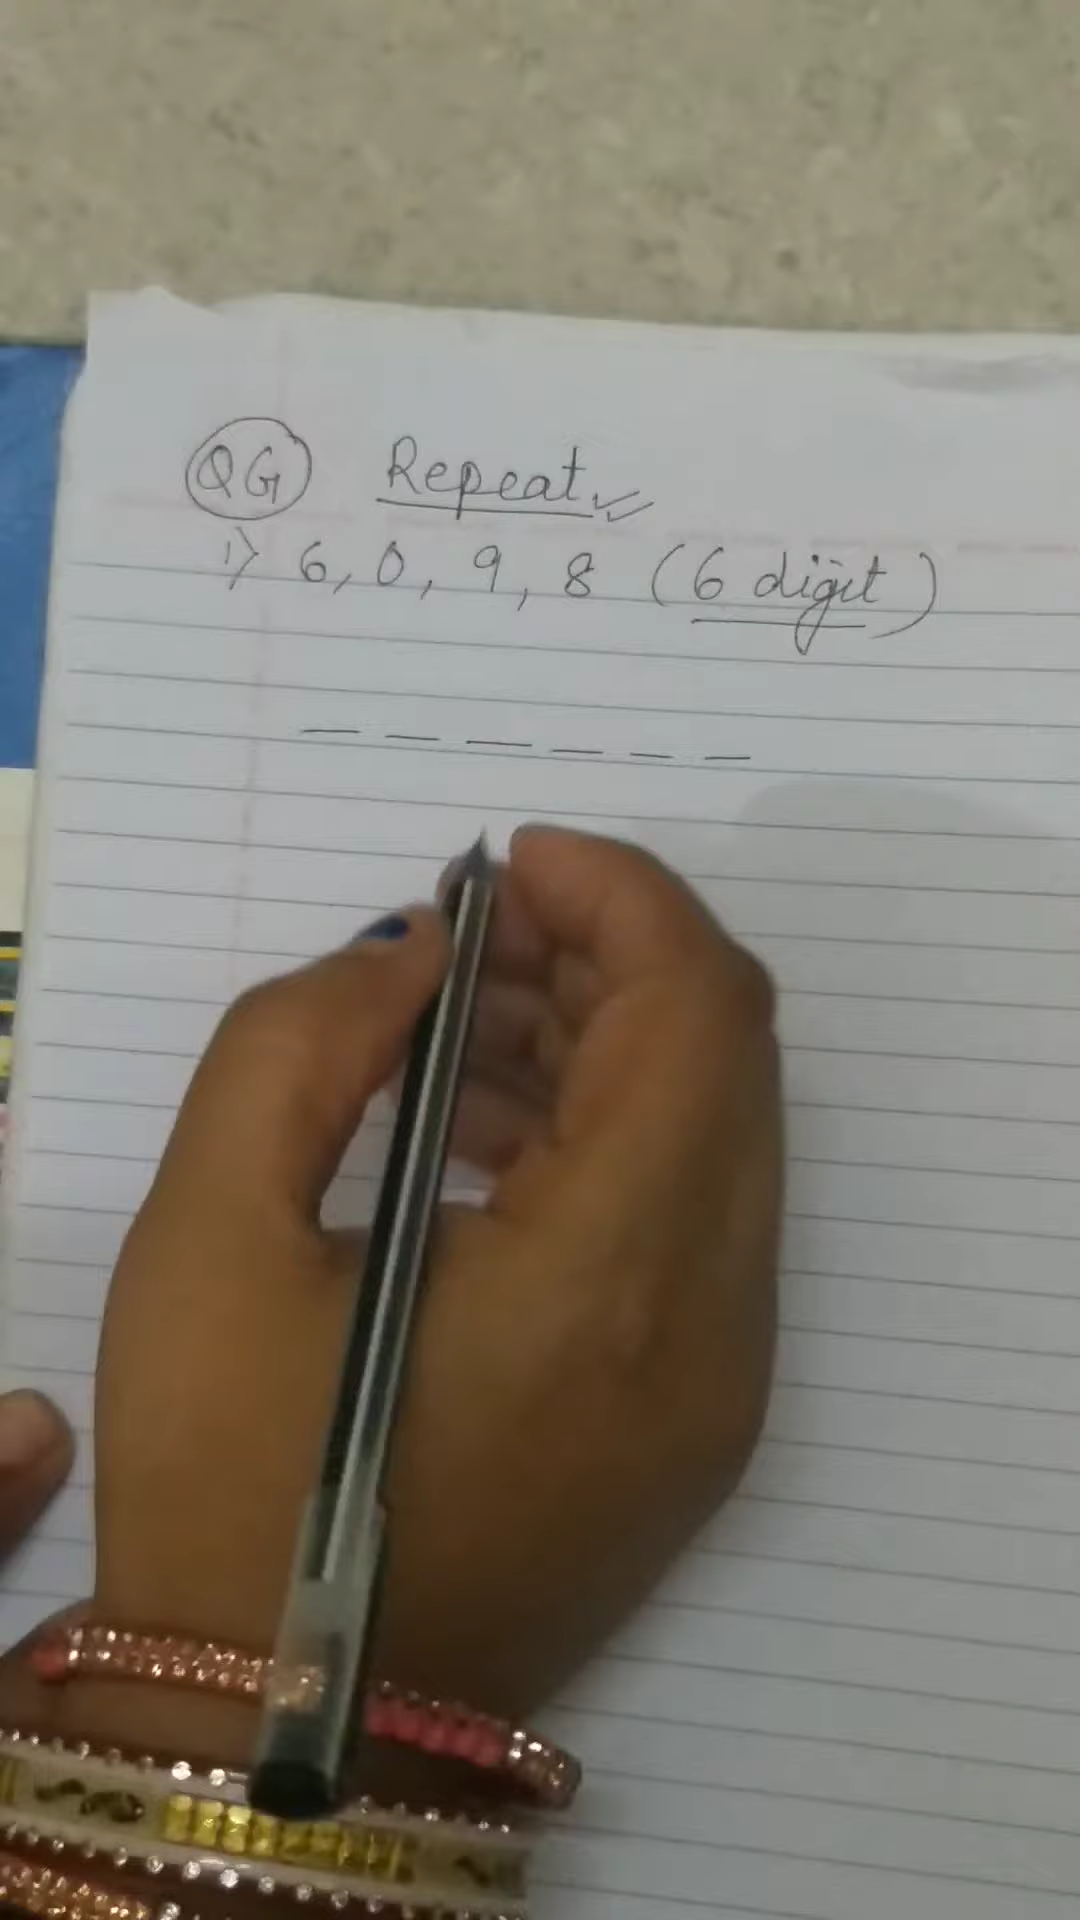 QG Repeat
1) 6, 0, 9, 8 (6 digit)
_ _ _ _ _ _